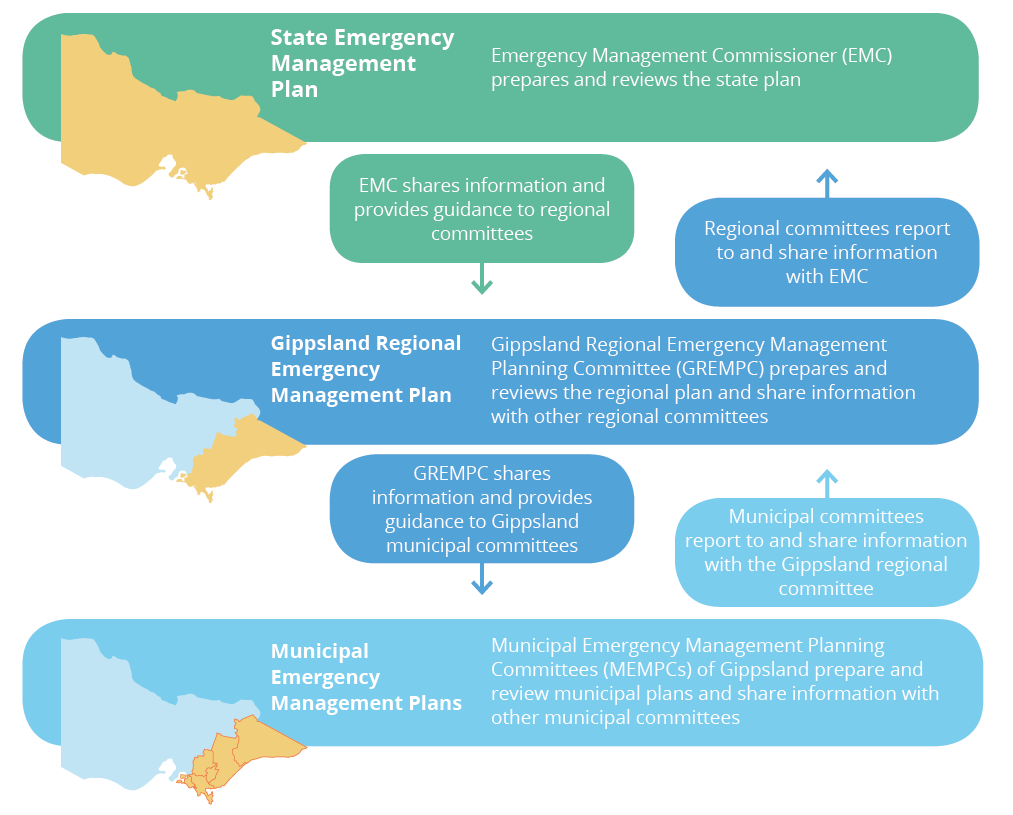 State Emergency
Management
Plan
Emergency Management Commissioner (EMC)
prepares and reviews the state plan
EMC shares information and
provides guidance to regional
committees
Regional committees report
to and share information
with EMC
Gippsland Regional
Emergency
Management Plan
Gippsland Regional Emergency Management
Planning Committee (GREMPC) prepares and
reviews the regional plan and share information
with other regional committees
GREMPC shares
information and provides
guidance to Gippsland
municipal committees
Municipal committees
report to and share information
with the Gippsland regional
committee
Municipal
Emergency
Management Plans
Municipal Emergency Management Planning
Committees (MEMPCs) of Gippsland prepare and
review municipal plans and share information with
other municipal committees